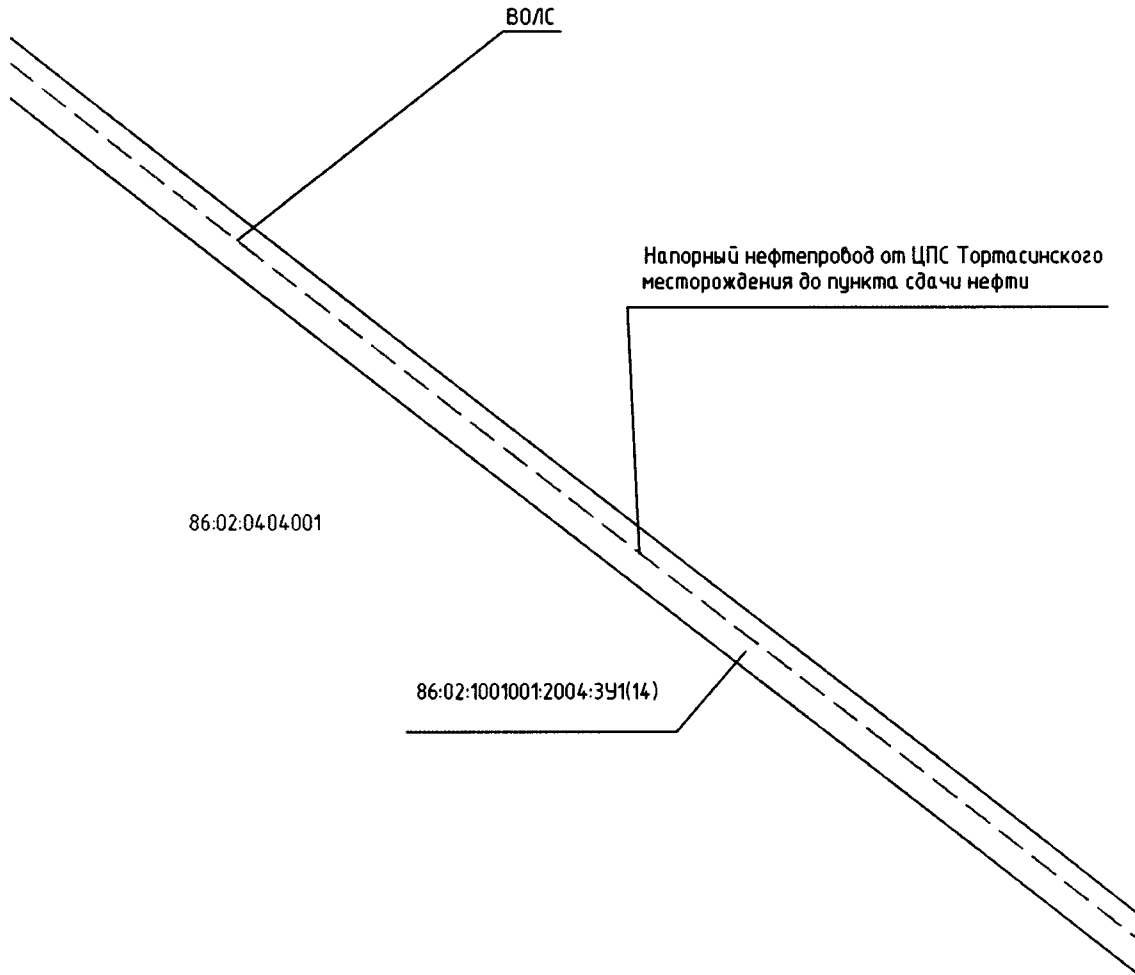 ВОЛС
Напорный нефтепровод от ЦПС Тортасинского
месторождения до пункта сдачи нефти
86:02:0404001
86:02:1001001:2004:ЗУ1(14)